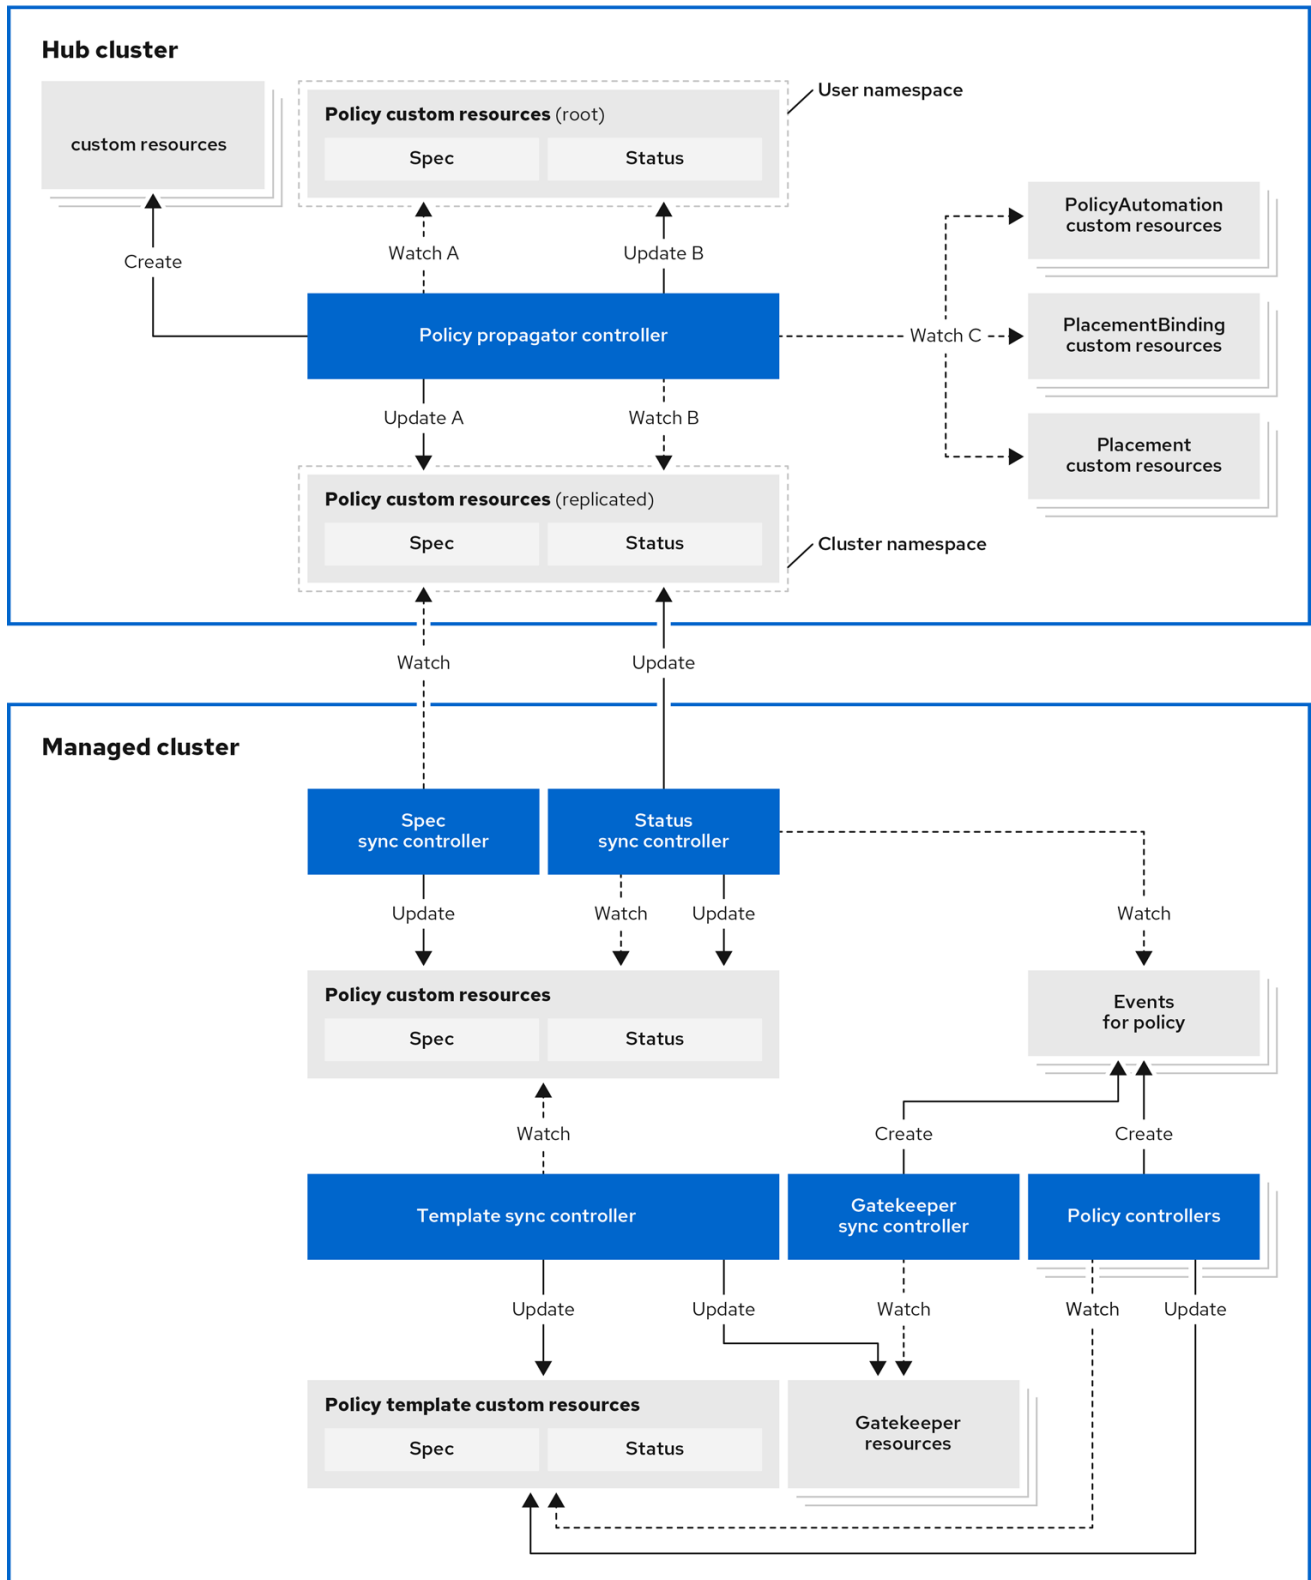 Hub cluster
custom resources
Policy custom resources (root)
Spec
Status
User namespace
Create
Watch A
Update B
PolicyAutomation
custom resources
Policy propagator controller
Watch C
PlacementBinding
custom resources
Update A
Watch B
Placement
custom resources
Policy custom resources (replicated)
Spec
Status
Cluster namespace
Watch
Update
Managed cluster
Spec
sync controller
Status
sync controller
Update
Watch
Update
Watch
Policy custom resources
Spec
Status
Events
for policy
Watch
Create
Create
Template sync controller
Gatekeeper
sync controller
Policy controllers
Update
Update
Watch
Watch
Update
Policy template custom resources
Spec
Status
Gatekeeper
resources